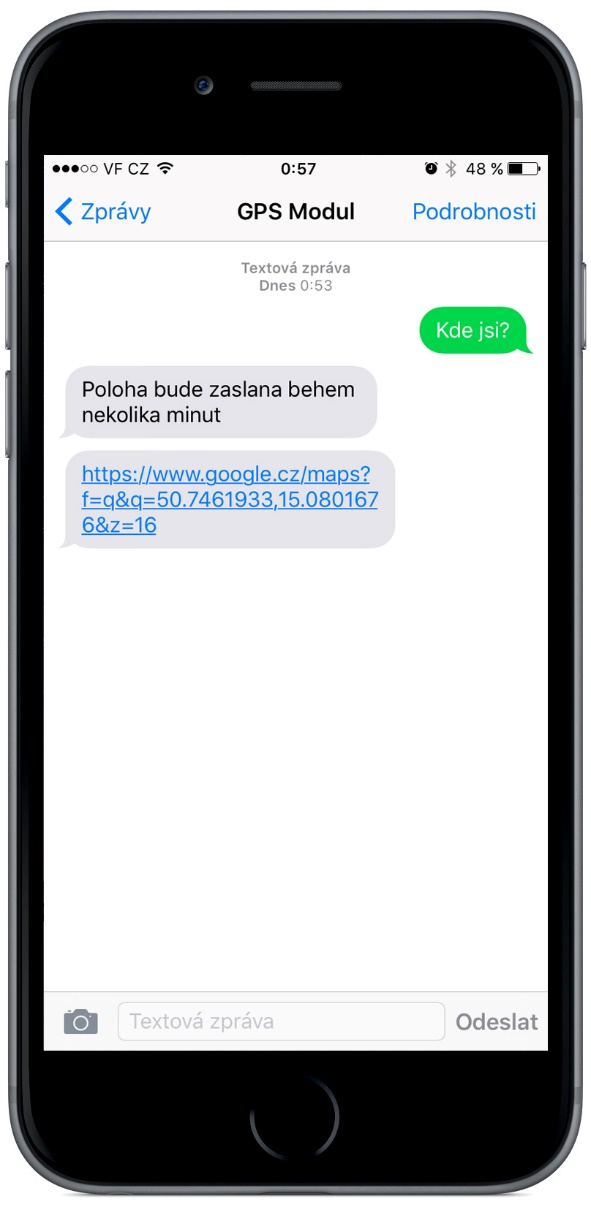 VF CZ 0:57 48 %
Zprávy GPS Modul Podrobnosti
Textová zpráva
Dnes 0:53
Kde jsi?
Poloha bude zaslana behem
nekolika minut
https://www.google.cz/maps?
f=q&q=50.7461933,15.080167
6&z=16
Textová zpráva Odeslat